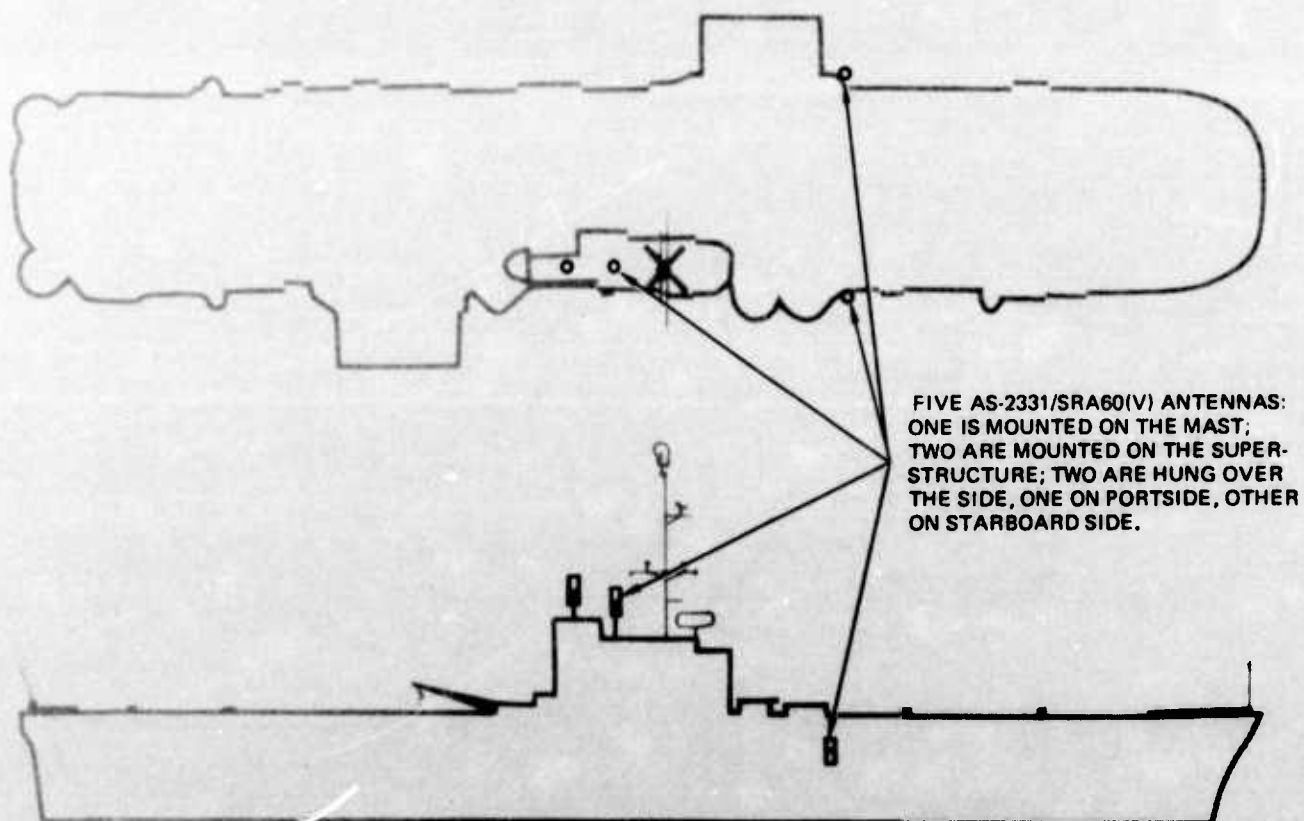 FIVE AS-2331/SRA60(V) ANTENNAS:
ONE IS MOUNTED ON THE MAST;
TWO ARE MOUNTED ON THE SUPER-
STRUCTURE; TWO ARE HUNG OVER
THE SIDE, ONE ON PORTSIDE, OTHER
ON STARBOARD SIDE.